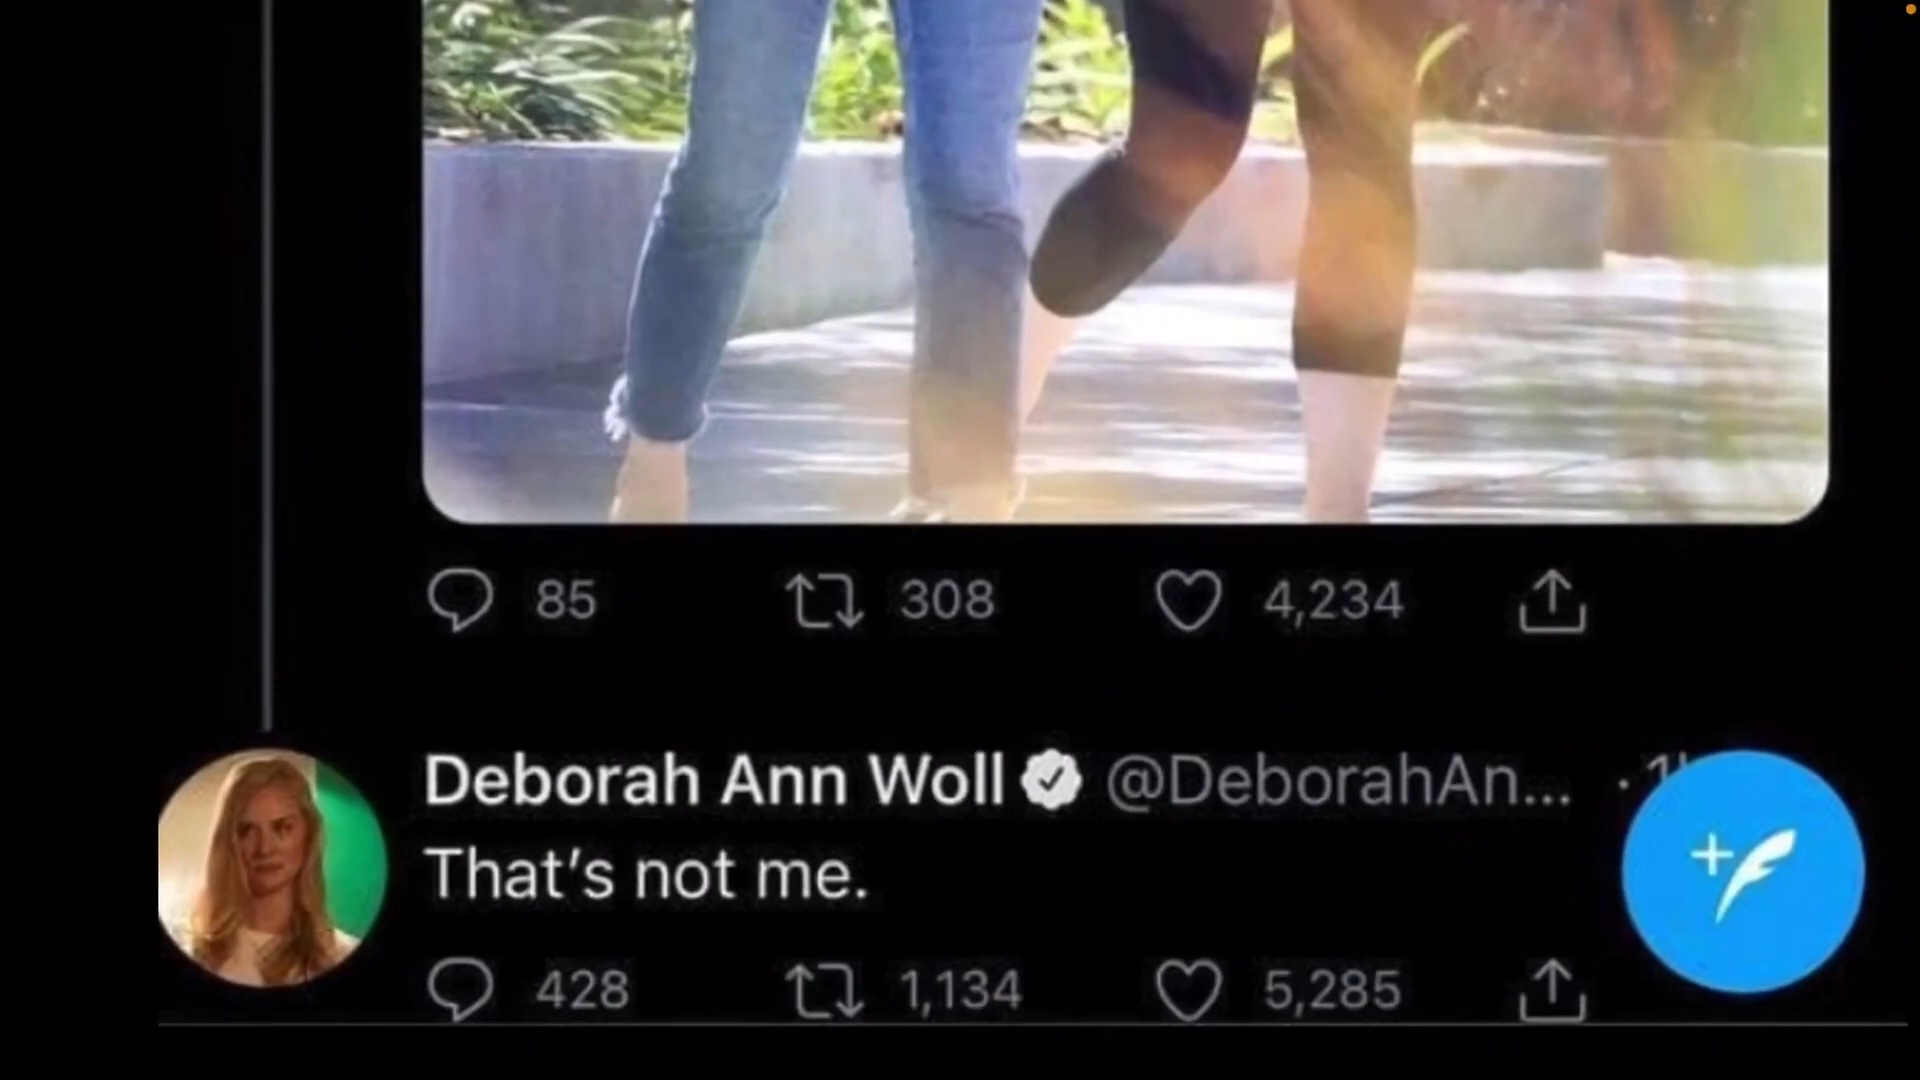 85 308 4,234
Deborah Ann Woll @DeborahAn... ·
That's not me.
428 1,134 5,285